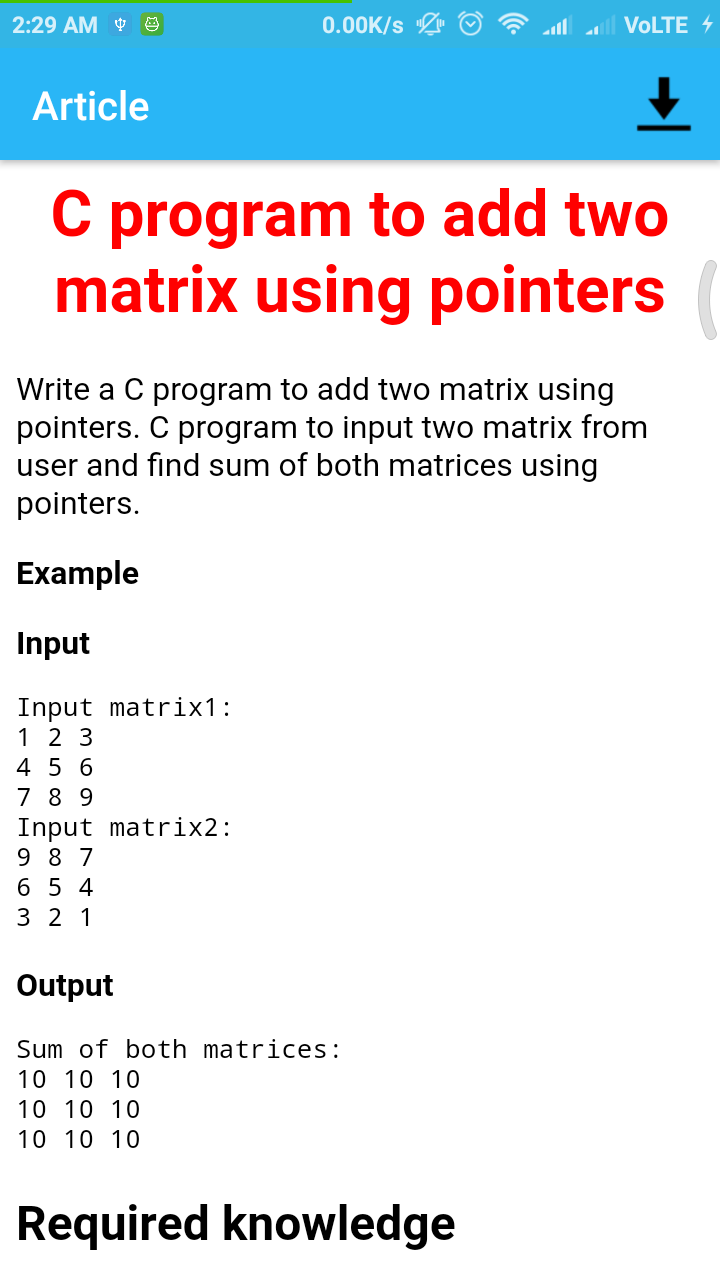 2:29 AM 0.00K/s VoLTE
Article
C program to add two
matrix using pointers
Write a C program to add two matrix using
pointers. C program to input two matrix from
user and find sum of both matrices using
pointers.
Example
Input
Input matrix1:
1 2 3
4 5 6
7 8 9
Input matrix2:
9 8 7
6 5 4
3 2 1
Output
Sum of both matrices:
10 10 10
10 10 10
10 10 10
Required knowledge